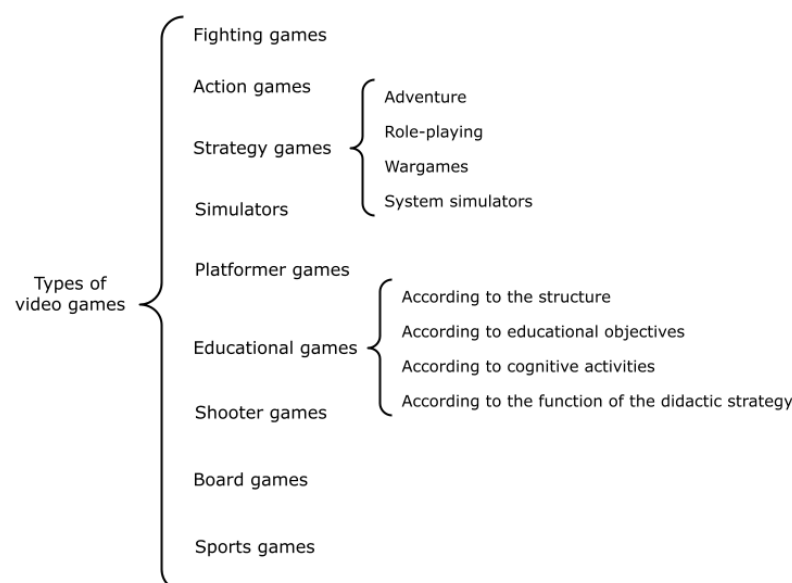 Types of
video games
Fighting games
Action games
Strategy games
Adventure
Role-playing
Wargames
System simulators
Simulators
Platformer games
Educational games
According to the structure
According to educational objectives
According to cognitive activities
According to the function of the didactic strategy
Shooter games
Board games
Sports games